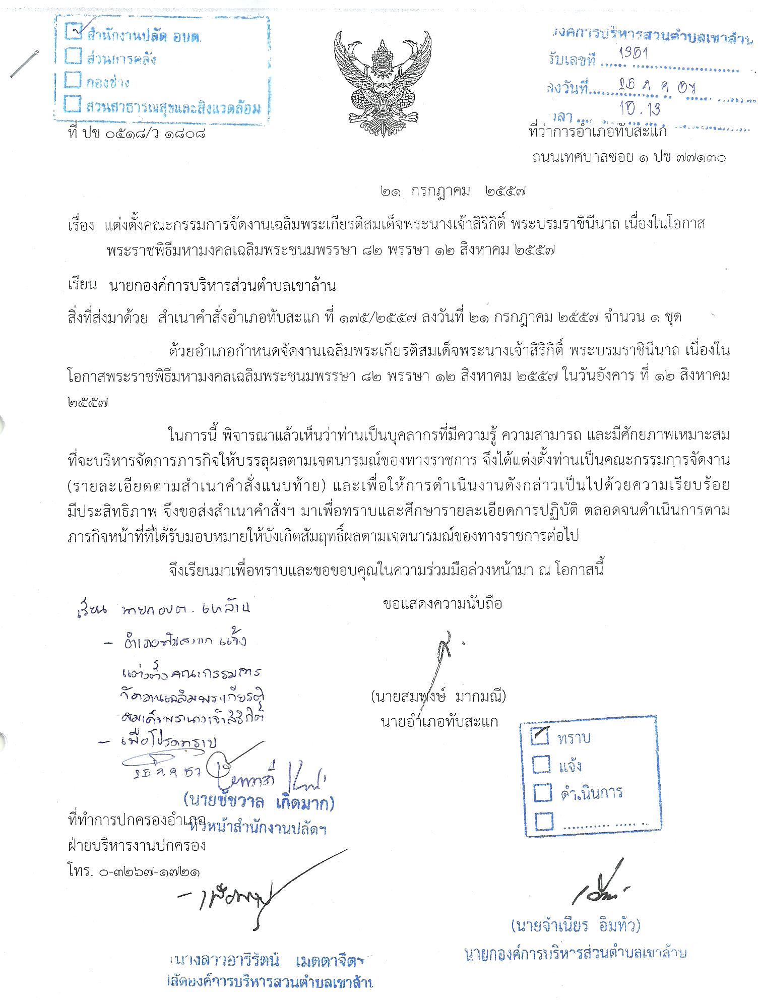 สำนักงานปลัด อบต.
ส่วนการคลัง
กองช่าง
ส่วนสาธารณสุขและสิ่งแวดล้อม
องค์การบริหารส่วนตำบลเขาล้าน
รับเลขที่ 1351
ลงวันที่ 25 ก ค 57
เวลา 10.13
ที่ ปข ๐๕๑๘/ว ๑๘๐๘
ที่ว่าการอำเภอทับสะแก
ถนนเทศบาลซอย ๑ ปข ๗๗๑๓๐
๒๑ กรกฎาคม ๒๕๕๗
เรื่อง แต่งตั้งคณะกรรมการจัดงานเฉลิมพระเกียรติสมเด็จพระนางเจ้าสิริกิติ์ พระบรมราชินีนาถ เนื่องในโอกาส
พระราชพิธีมหามงคลเฉลิมพระชนมพรรษา ๘๒ พรรษา ๑๒ สิงหาคม ๒๕๕๗
เรียน นายกองค์การบริหารส่วนตำบลเขาล้าน
สิ่งที่ส่งมาด้วย สำเนาคำสั่งอำเภอทับสะแก ที่ ๑๗๕/๒๕๕๗ ลงวันที่ ๒๑ กรกฎาคม ๒๕๕๗ จำนวน ๑ ชุด
ด้วยอำเภอกำหนดจัดงานเฉลิมพระเกียรติสมเด็จพระนางเจ้าสิริกิติ์ พระบรมราชินีนาถ เนื่องใน
โอกาสพระราชพิธีมหามงคลเฉลิมพระชนมพรรษา ๘๒ พรรษา ๑๒ สิงหาคม ๒๕๕๗ ในวันอังคาร ที่ ๑๒ สิงหาคม
๒๕๕๗
ในการนี้ พิจารณาแล้วเห็นว่าท่านเป็นบุคลากรที่มีความรู้ ความสามารถ และมีศักยภาพเหมาะสม
ที่จะบริหารจัดการภารกิจให้บรรลุผลตามเจตนารมณ์ของทางราชการ จึงได้แต่งตั้งท่านเป็นคณะกรรมการจัดงาน
(รายละเอียดตามสำเนาคำสั่งแนบท้าย) และเพื่อให้การดำเนินงานดังกล่าวเป็นไปด้วยความเรียบร้อย
มีประสิทธิภาพ จึงขอส่งสำเนาคำสั่งฯ มาเพื่อทราบและศึกษารายละเอียดการปฏิบัติ ตลอดจนดำเนินการตาม
ภารกิจหน้าที่ที่ได้รับมอบหมายให้บังเกิดสัมฤทธิ์ผลตามเจตนารมณ์ของทางราชการต่อไป
จึงเรียนมาเพื่อทราบและขอขอบคุณในความร่วมมือล่วงหน้ามา ณ โอกาสนี้
ขอแสดงความนับถือ
(นายสมพงษ์ มากมณี)
นายอำเภอทับสะแก
เรียน นายก อบต. เขาล้าน
- อำเภอทับสะแก แจ้ง
แต่งตั้งคณะกรรมการ
จัดงานเฉลิมพระเกียรติ
สมเด็จพระนางเจ้าสิริกิติ์
- เพื่อโปรดทราบ
25 ก ค 57
(นายชัชวาล เกิดมาก)
หัวหน้าสำนักงานปลัดฯ
ทราบ
แจ้ง
ดำเนินการ
ที่ทำการปกครองอำเภอ
ฝ่ายบริหารงานปกครอง
โทร. ๐-๓๒๖๗-๑๗๒๑
(นายจำเนียร อิ่มทั่ว)
นายกองค์การบริหารส่วนตำบลเขาล้าน
นางสาวอารีรัตน์ เมตตาจิตร
ปลัดองค์การบริหารส่วนตำบลเขาล้าน